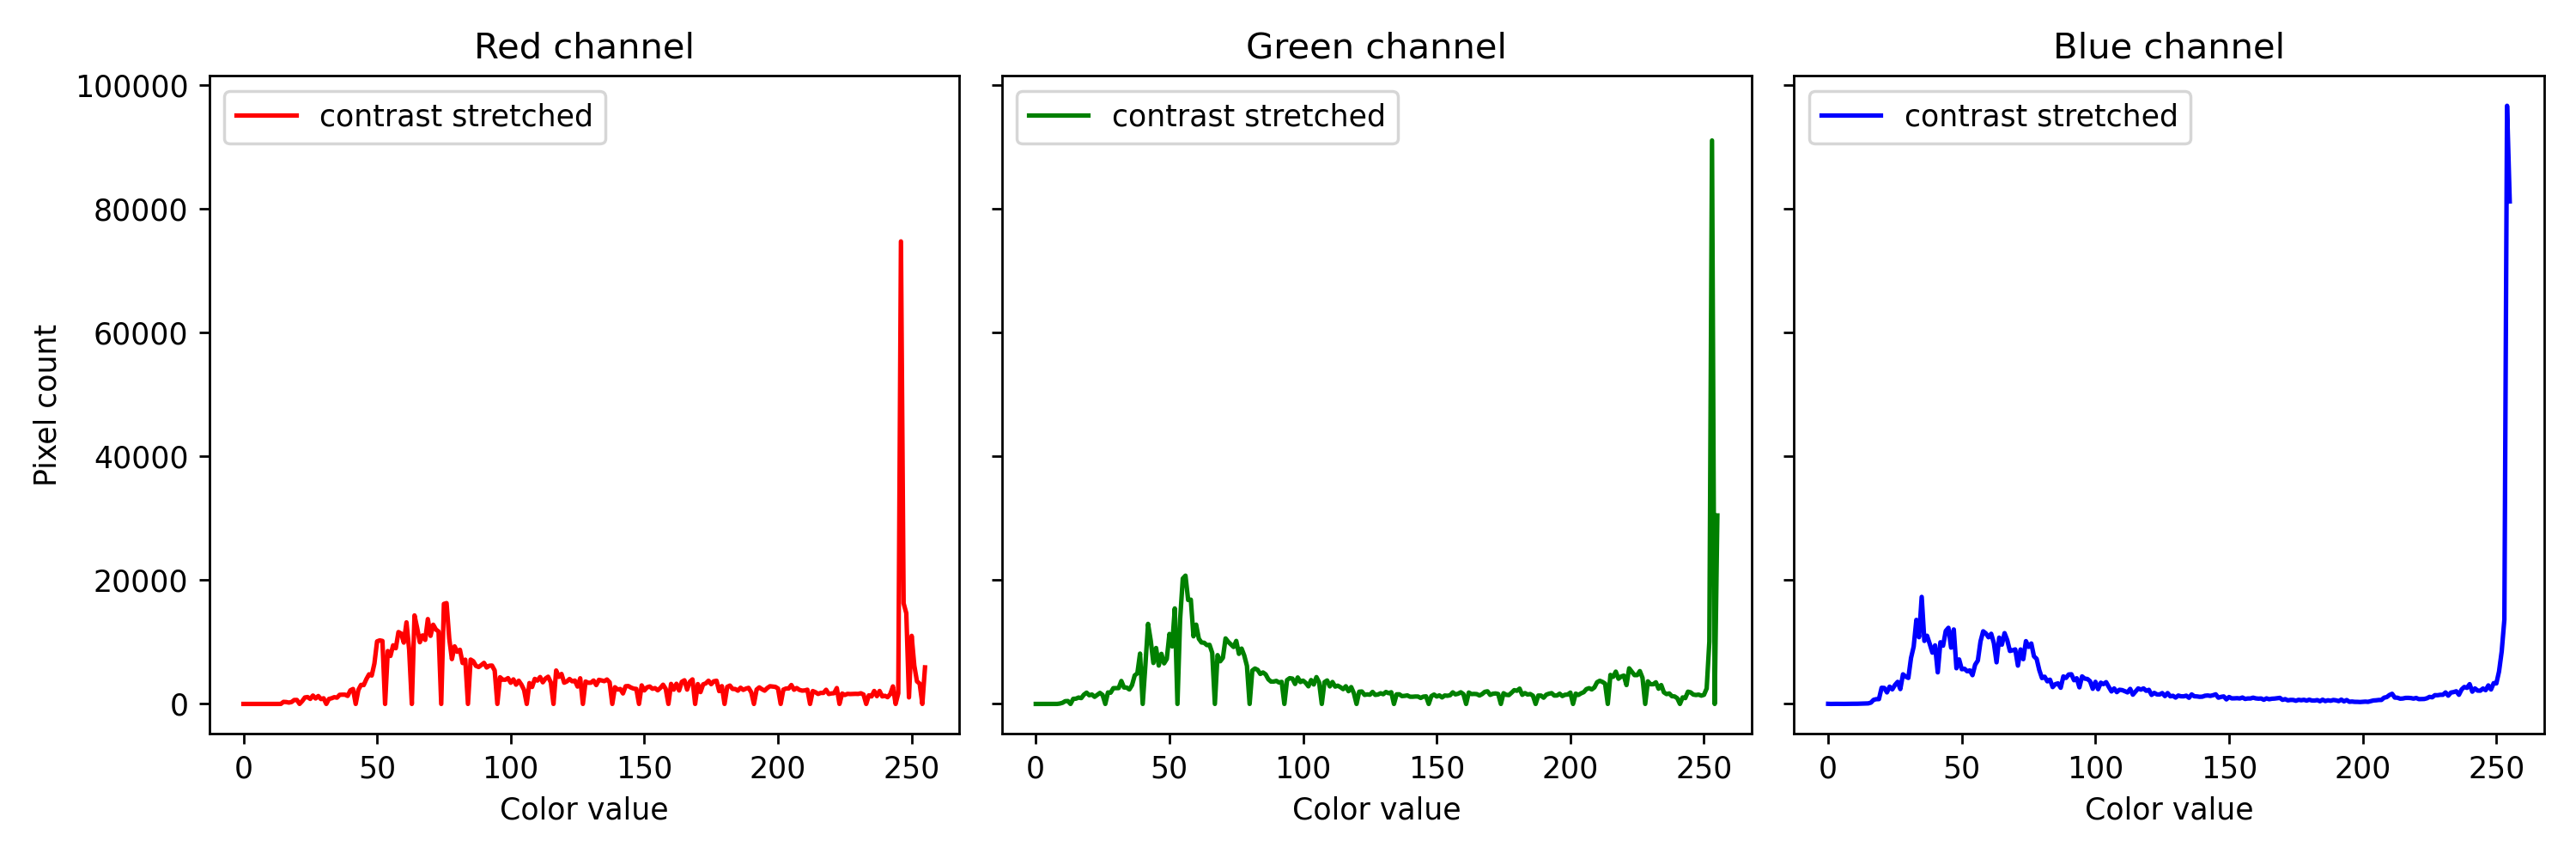 Red channel
Green channel
Blue channel
contrast stretched
contrast stretched
contrast stretched
Pixel count
100000
80000
60000
40000
20000
0
0 50 100 150 200 250
0 50 100 150 200 250
0 50 100 150 200 250
Color value
Color value
Color value